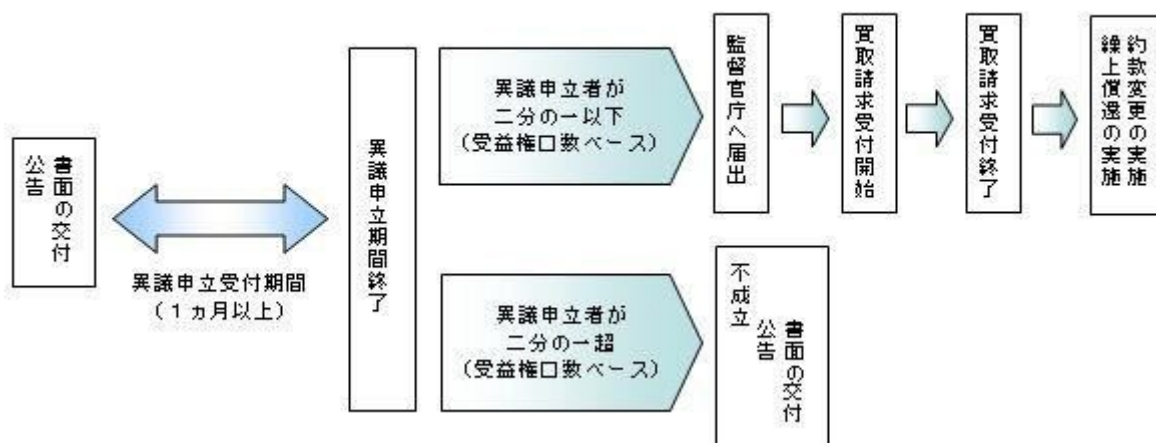 書面の交付
公告
異議申立受付期間
(１ヵ月以上)
異議申立期間終了
異議申立者が
二分の一以下
(受益権口数ベース)
監督官庁へ届出
買取請求受付開始
買取請求受付終了
約款変更の実施
繰上償還の実施
異議申立者が
二分の一超
(受益権口数ベース)
不成立
書面の交付
公告